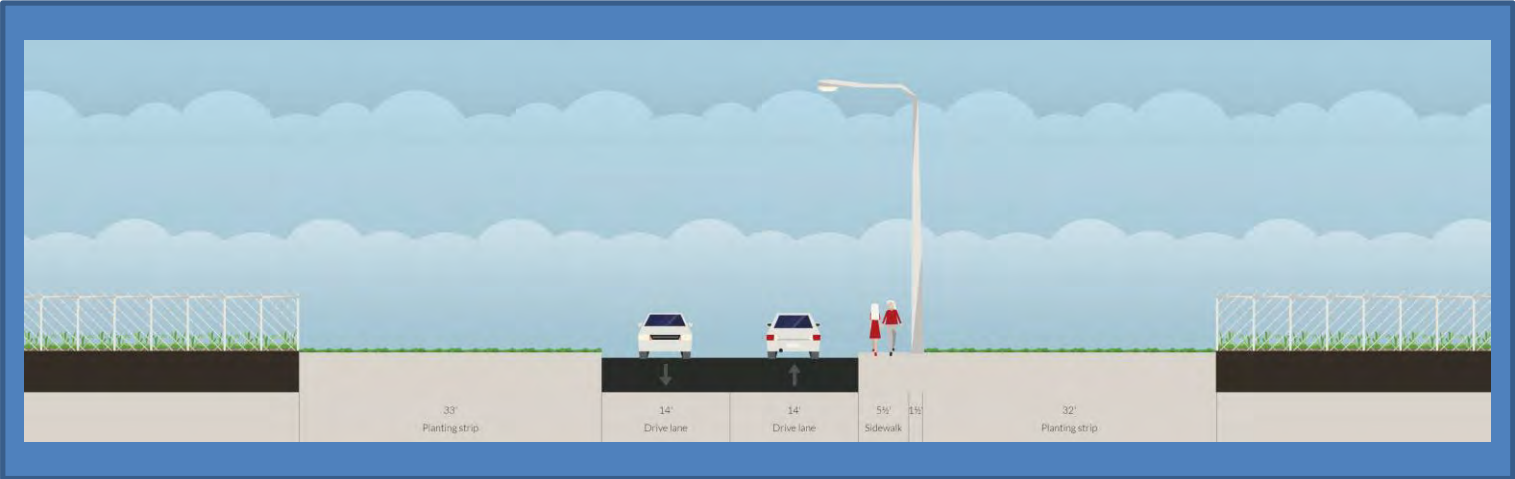 33'
Planting strip
14'
Drive lane
14'
Drive lane
5½'
Sidewalk
1½'
32'
Planting strip